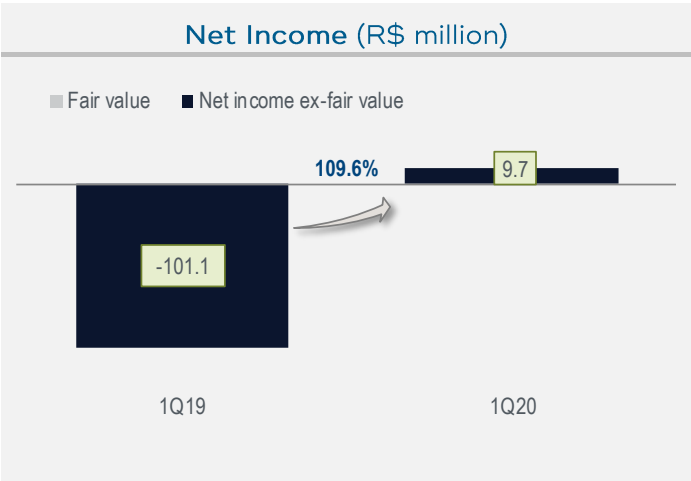 Net Income (R$ million)
Fair value
Net income ex-fair value
109.6%
9.7
-101.1
1Q19
1Q20